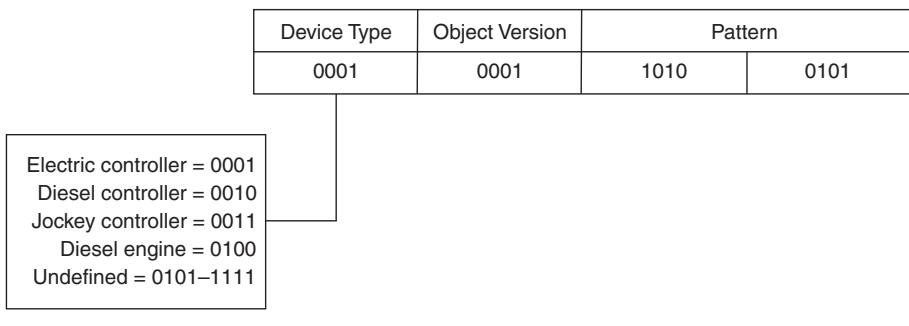 Device Type Object Version Pattern
0001 0001 1010 0101
Electric controller = 0001
Diesel controller = 0010
Jockey controller = 0011
Diesel engine = 0100
Undefined = 0101–1111